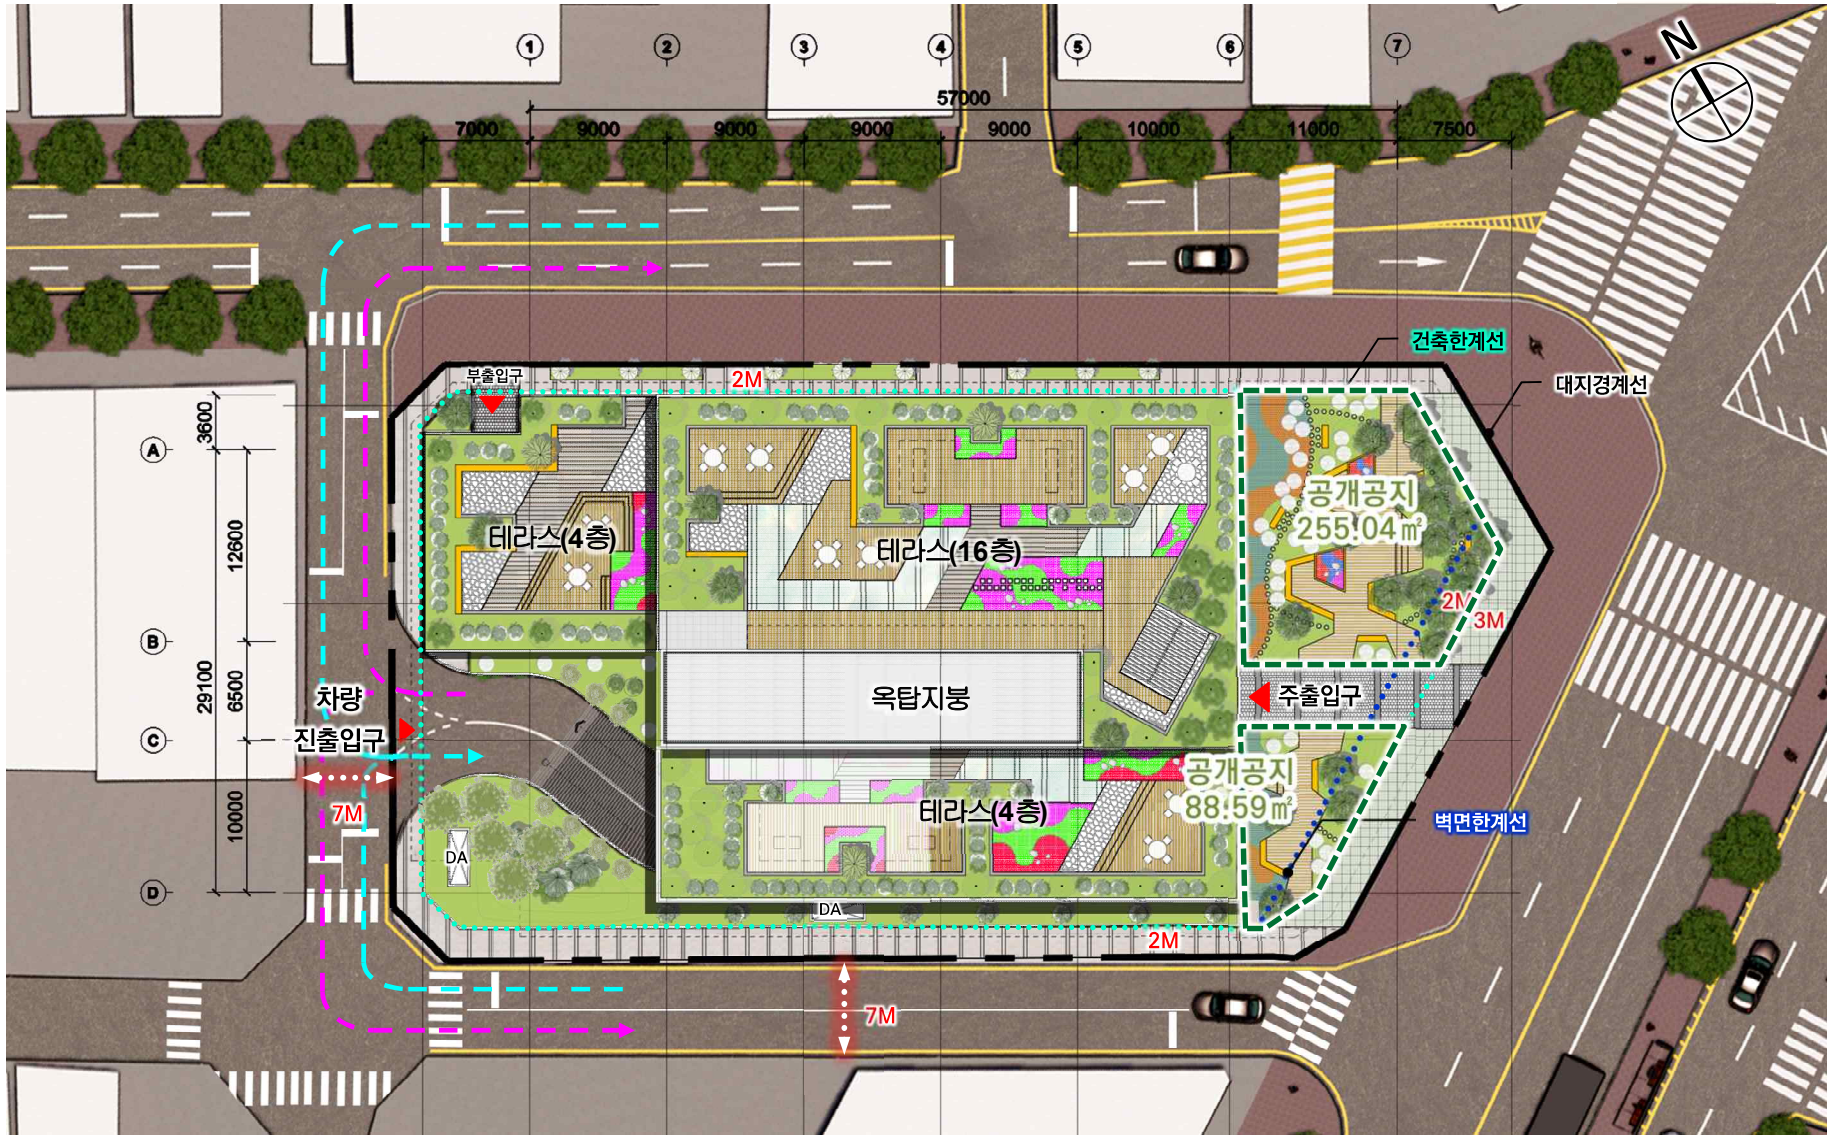 N
1
2
3
4
5
6
7
57000
7000
9000
9000
9000
9000
10000
11000
7500
건축한계선
대지경계선
부출입구
2M
3600
A
12600
B
29100
6500
C
10000
D
테라스(4층)
테라스(16층)
공개공지
255.04㎡
2M
3M
옥탑지붕
주출입구
차량
진출입구
7M
공개공지
88.59㎡
테라스(4층)
벽면한계선
DA
DA
2M
7M